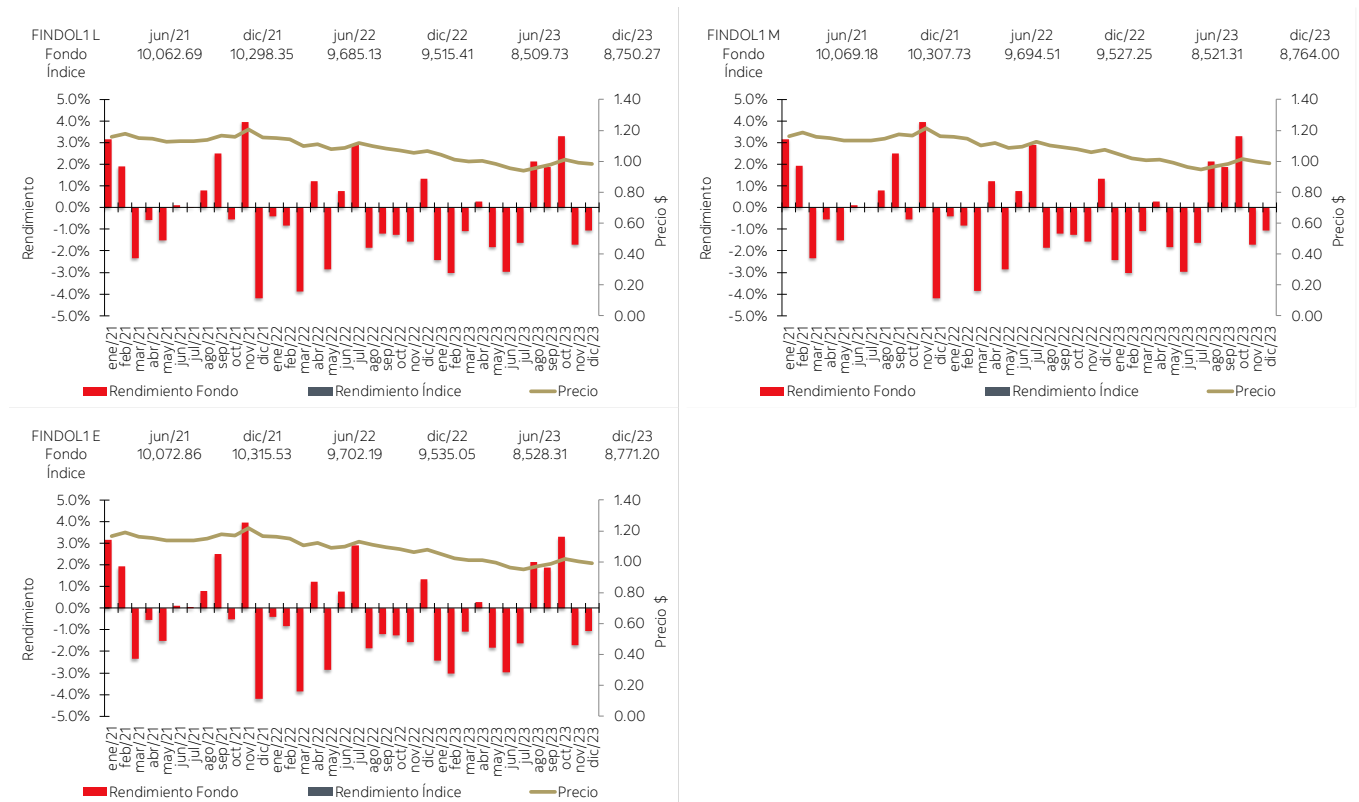 FINDOL1 L jun/21 dic/21 jun/22 dic/22 jun/23 dic/23
Fondo 10,062.69 10,298.35 9,685.13 9,515.41 8,509.73 8,750.27
Índice
5.0% 1.40
4.0% 1.20
3.0% 1.00
2.0% 0.80
1.0% 0.60
0.0% 0.40
-1.0% 0.20
-2.0% 0.00
-3.0%
-4.0%
-5.0%
Rendimiento
Precio $
ene/21 feb/21 mar/21 abr/21 may/21 jun/21 jul/21 ago/21 sep/21 oct/21 nov/21 dic/21 ene/22 feb/22 mar/22 abr/22 may/22 jun/22 jul/22 ago/22 sep/22 oct/22 nov/22 dic/22 ene/23 feb/23 mar/23 abr/23 may/23 jun/23 jul/23 ago/23 sep/23 oct/23 nov/23 dic/23
Rendimiento Fondo Rendimiento Índice Precio
FINDOL1 M jun/21 dic/21 jun/22 dic/22 jun/23 dic/23
Fondo 10,069.18 10,307.73 9,694.51 9,527.25 8,521.31 8,764.00
Índice
5.0% 1.40
4.0% 1.20
3.0% 1.00
2.0% 0.80
1.0% 0.60
0.0% 0.40
-1.0% 0.20
-2.0% 0.00
-3.0%
-4.0%
-5.0%
Rendimiento
Precio $
ene/21 feb/21 mar/21 abr/21 may/21 jun/21 jul/21 ago/21 sep/21 oct/21 nov/21 dic/21 ene/22 feb/22 mar/22 abr/22 may/22 jun/22 jul/22 ago/22 sep/22 oct/22 nov/22 dic/22 ene/23 feb/23 mar/23 abr/23 may/23 jun/23 jul/23 ago/23 sep/23 oct/23 nov/23 dic/23
Rendimiento Fondo Rendimiento Índice Precio
FINDOL1 E jun/21 dic/21 jun/22 dic/22 jun/23 dic/23
Fondo 10,072.86 10,315.53 9,702.19 9,535.05 8,528.31 8,771.20
Índice
5.0% 1.40
4.0% 1.20
3.0% 1.00
2.0% 0.80
1.0% 0.60
0.0% 0.40
-1.0% 0.20
-2.0% 0.00
-3.0%
-4.0%
-5.0%
Rendimiento
Precio $
ene/21 feb/21 mar/21 abr/21 may/21 jun/21 jul/21 ago/21 sep/21 oct/21 nov/21 dic/21 ene/22 feb/22 mar/22 abr/22 may/22 jun/22 jul/22 ago/22 sep/22 oct/22 nov/22 dic/22 ene/23 feb/23 mar/23 abr/23 may/23 jun/23 jul/23 ago/23 sep/23 oct/23 nov/23 dic/23
Rendimiento Fondo Rendimiento Índice Precio